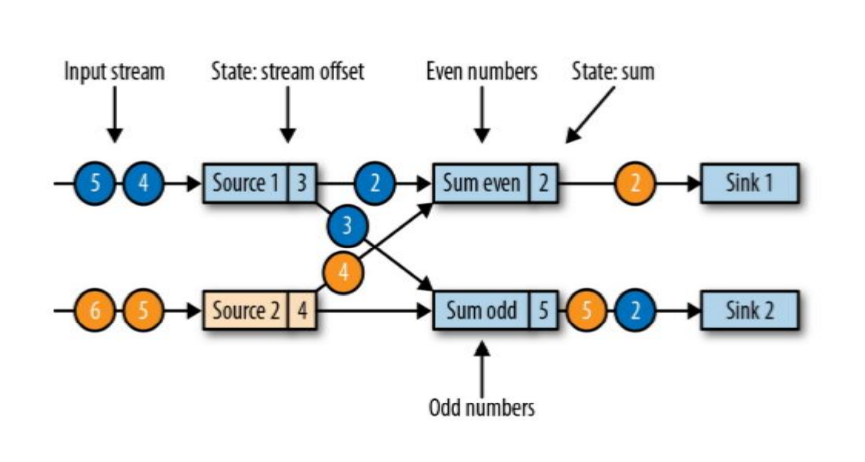 Input stream
State: stream offset
Even numbers
State: sum
5
4
Source 1
3
2
Sum even
2
2
Sink 1
3
4
6
5
Source 2
4
Sum odd
5
5
2
Sink 2
Odd numbers